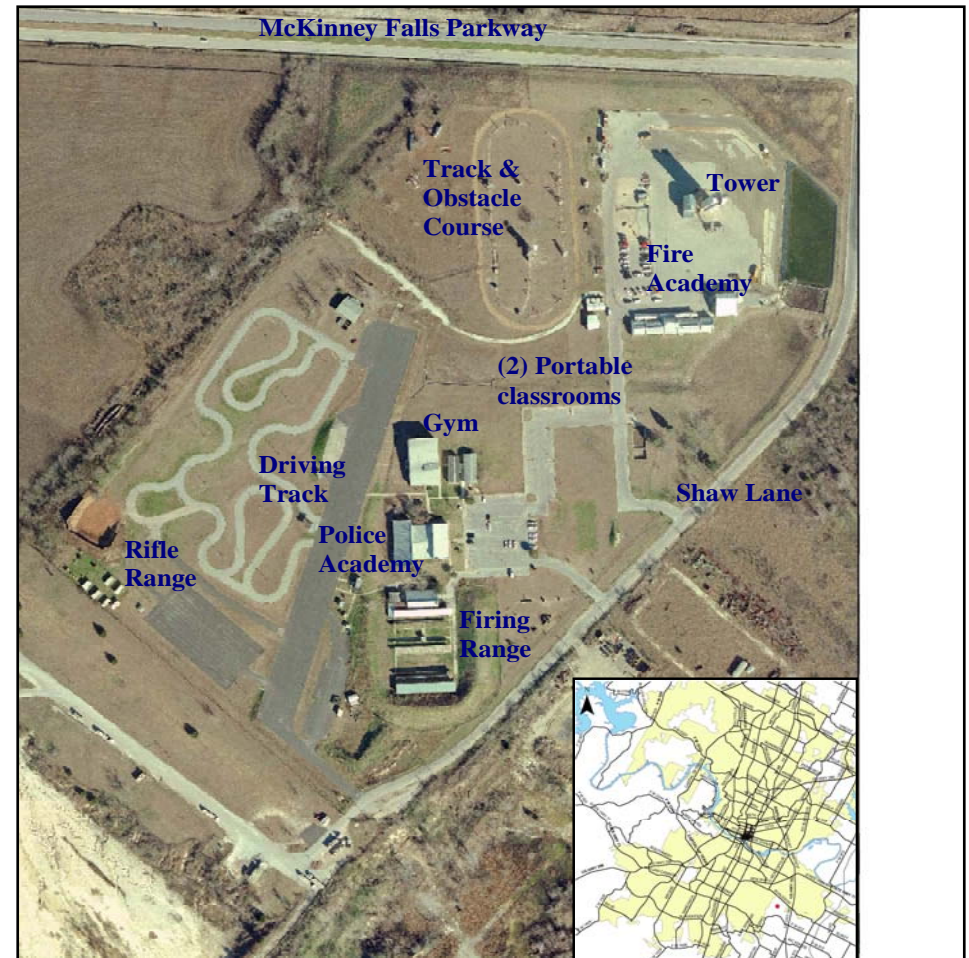 McKinney Falls Parkway
Track &
Obstacle
Course
Tower
Fire
Academy
(2) Portable
classrooms
Gym
Driving
Track
Shaw Lane
Police
Academy
Rifle
Range
Firing
Range